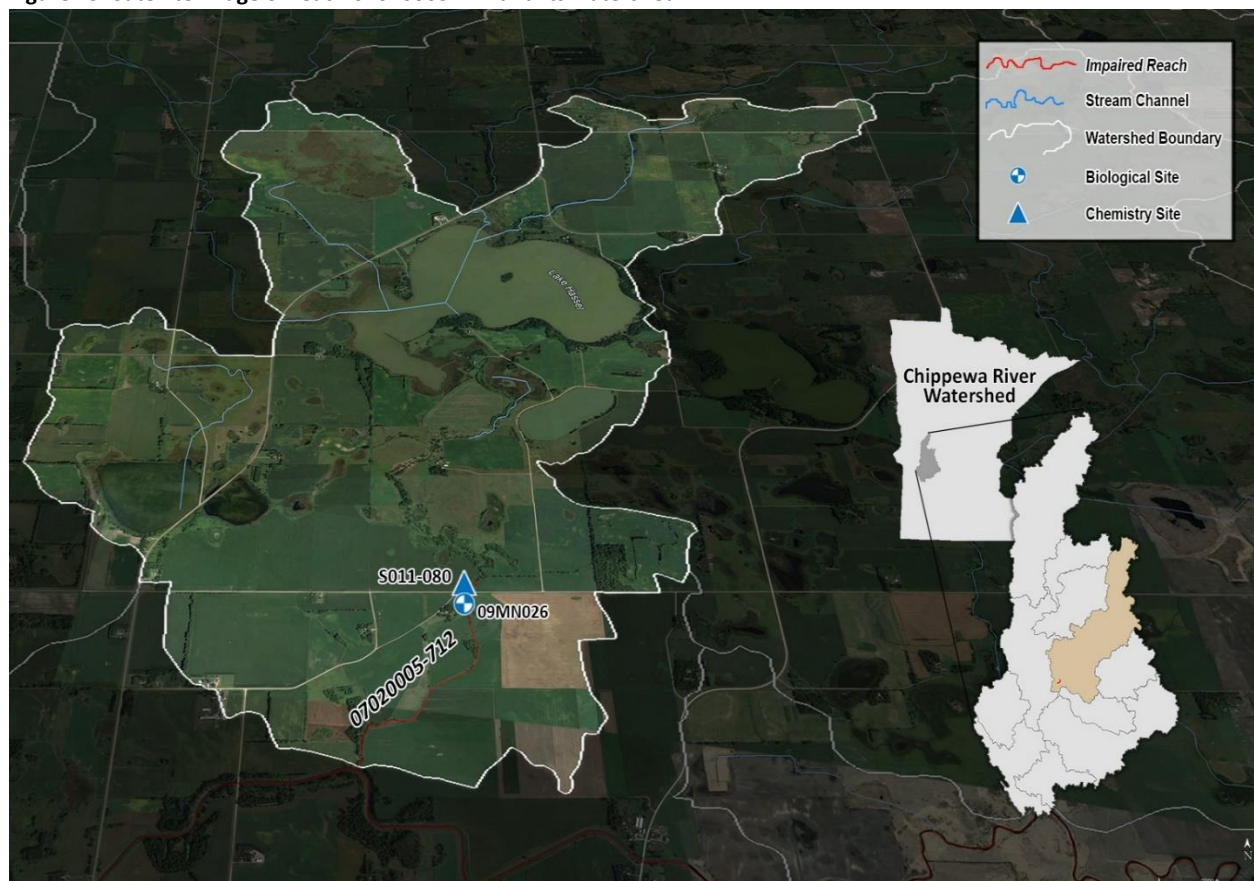 Impaired Reach
Stream Channel
Watershed Boundary
Biological Site
Chemistry Site
Lake Hassel
Chippewa River
Watershed
S011-080
09MN026
07020005-712
N